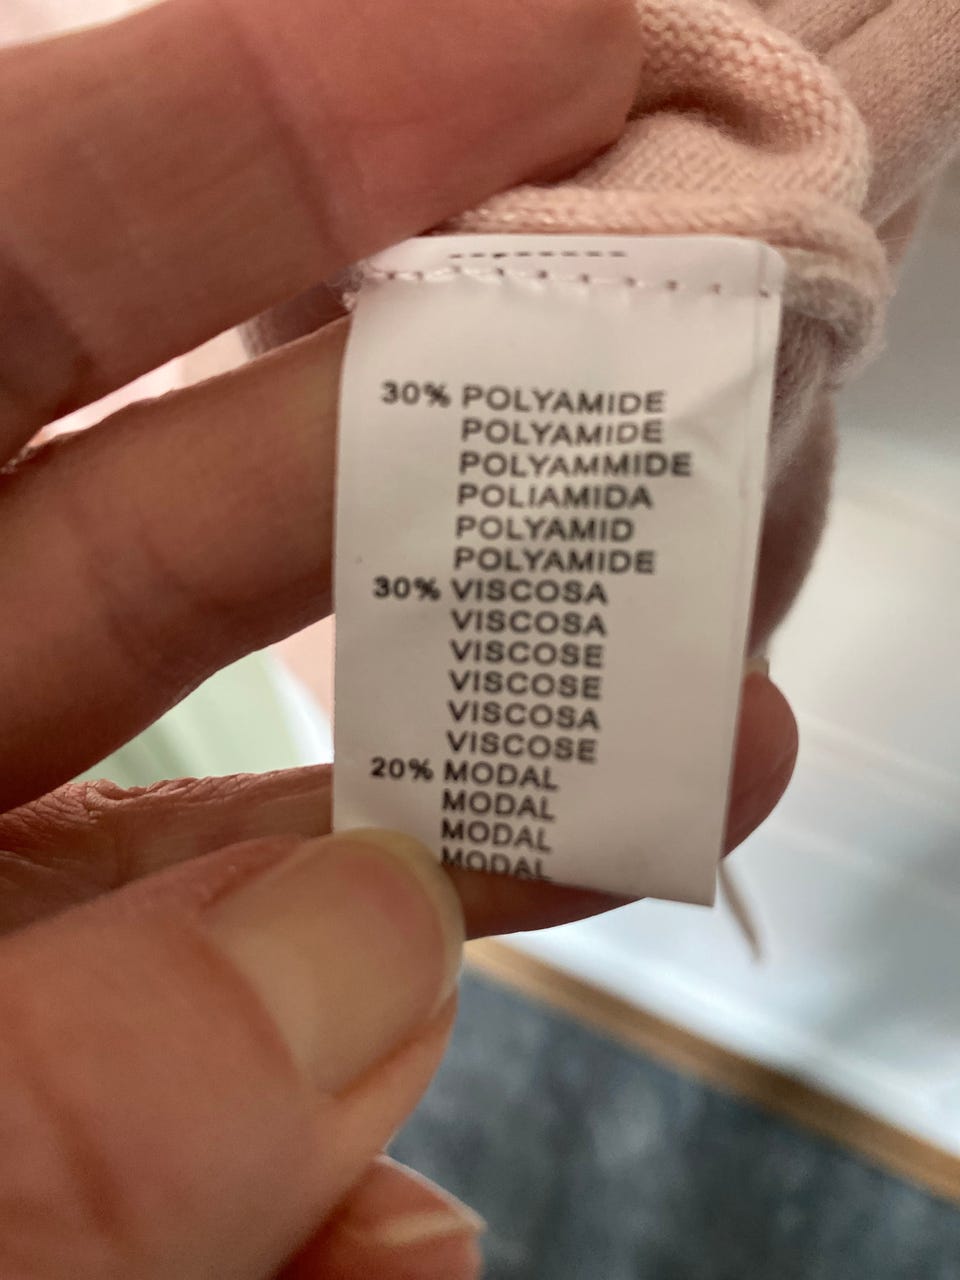 30% POLYAMIDE
POLYAMIDE
POLYAMMIDE
POLIAMIDA
POLYAMID
POLYAMIDE
30% VISCOSA
VISCOSA
VISCOSE
VISCOSE
VISCOSA
VISCOSE
20% MODAL
MODAL
MODAL
MODAL